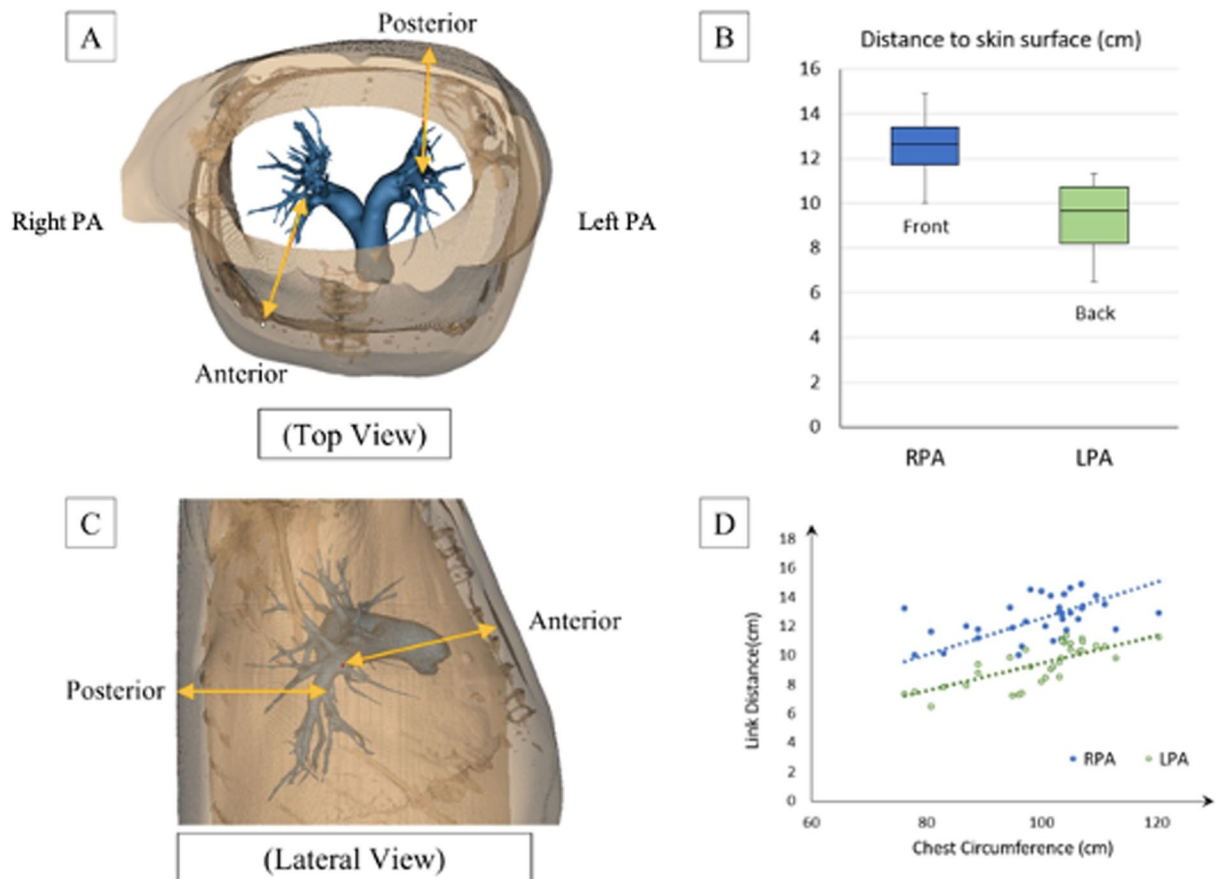 A
Posterior
Right PA
Left PA
Anterior
(Top View)
B
Distance to skin surface (cm)
16
14
12
10
8
6
4
2
0
Front
Back
RPA
LPA
C
Anterior
Posterior
(Lateral View)
D
Link Distance(cm)
18
16
14
12
10
8
6
4
2
0
RPA
LPA
60
80
100
120
Chest Circumference (cm)